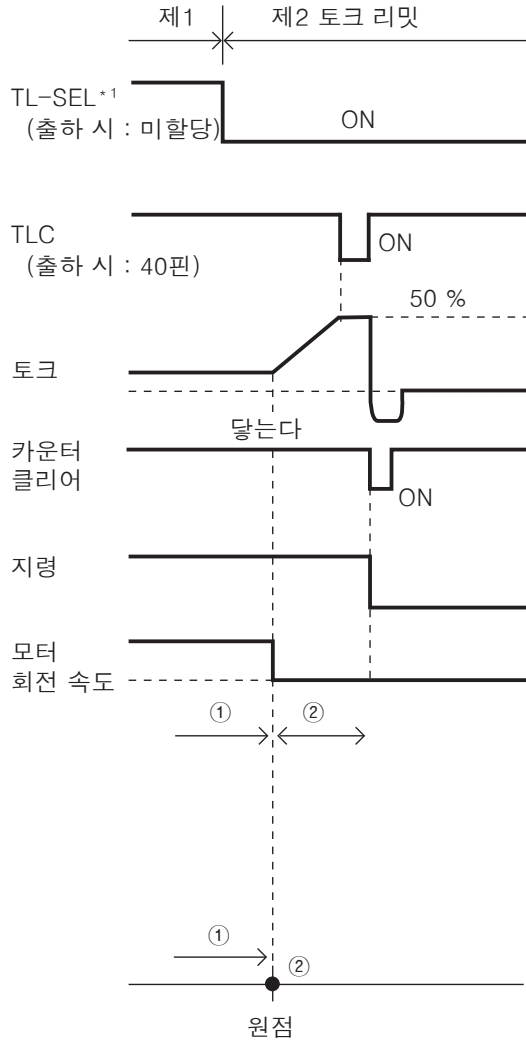 제1
제2 토크 리밋
TL-SEL*1
(출하 시 : 미할당)
ON
TLC
(출하 시 : 40핀)
ON
50 %
토크
닿는다
카운터
클리어
ON
지령
모터
회전 속도
① ②
①
②
원점